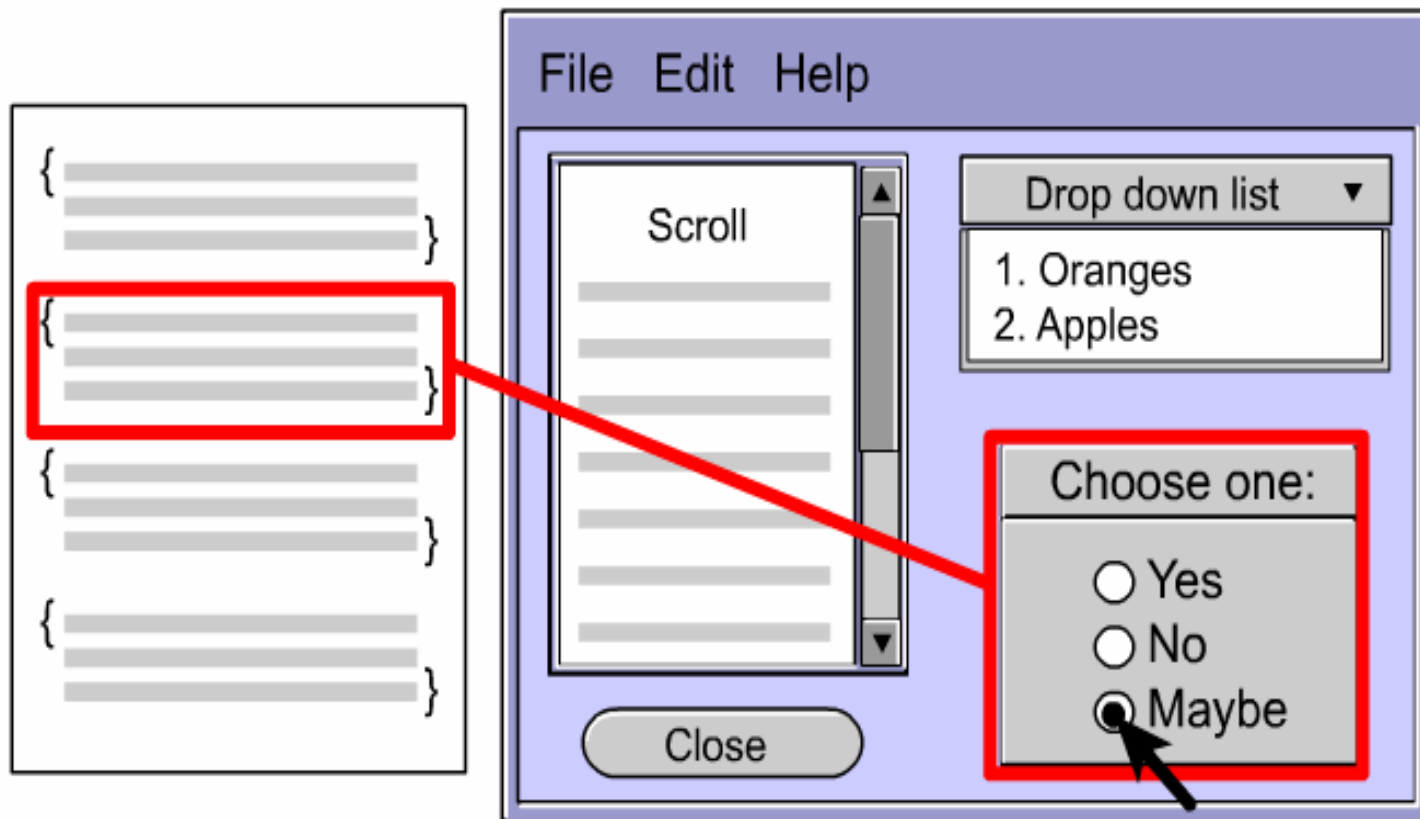 {
}
{
}
{
}
{
}
File Edit Help
Scroll
Drop down list
1. Oranges
2. Apples
Choose one:
Yes
No
Maybe
Close